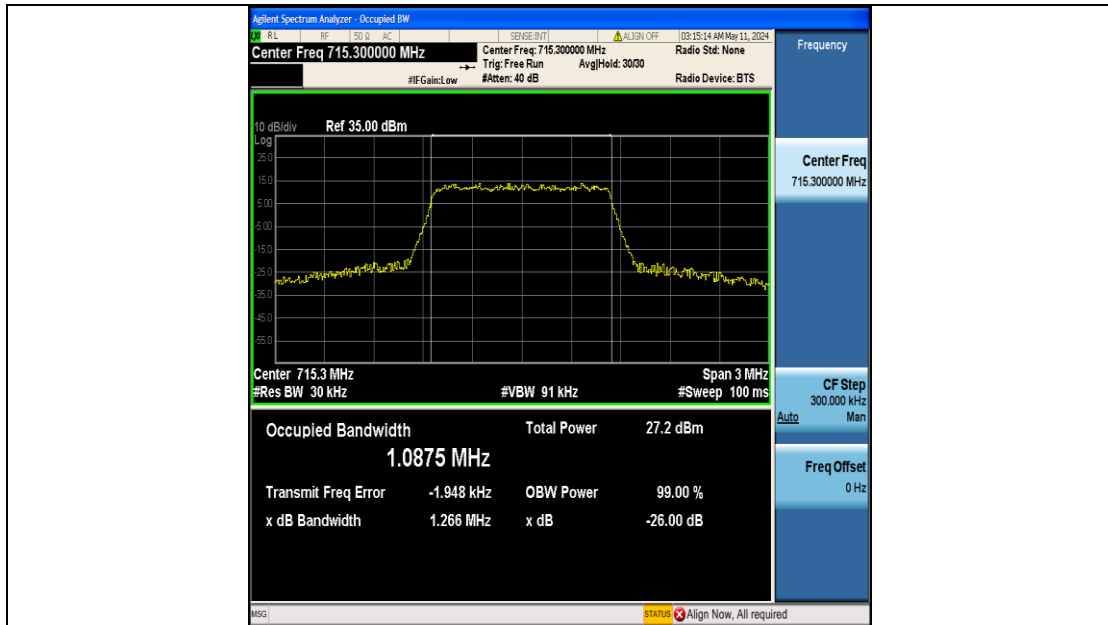 Agilent Spectrum Analyzer - Occupied BW
RL RF 50 Ω AC SENSE:INT ALIGN OFF 03:15:14 AM May 11, 2024
Center Freq 715.300000 MHz
Center Freq: 715.300000 MHz Radio Std: None
Trig: Free Run Avg|Hold: 30/30
#IFGain:Low #Atten: 40 dB Radio Device: BTS
10 dB/div Ref 35.00 dBm
Log
25.0
15.0
5.00
-5.00
-15.0
-25.0
-35.0
-45.0
-55.0
Center 715.3 MHz Span 3 MHz
#Res BW 30 kHz #VBW 91 kHz #Sweep 100 ms
Occupied Bandwidth Total Power 27.2 dBm
1.0875 MHz
Transmit Freq Error -1.948 kHz OBW Power 99.00 %
x dB Bandwidth 1.266 MHz x dB -26.00 dB
Frequency
Center Freq
715.300000 MHz
CF Step
300.000 kHz
Auto Man
Freq Offset
0 Hz
MSG STATUS Align Now, All required